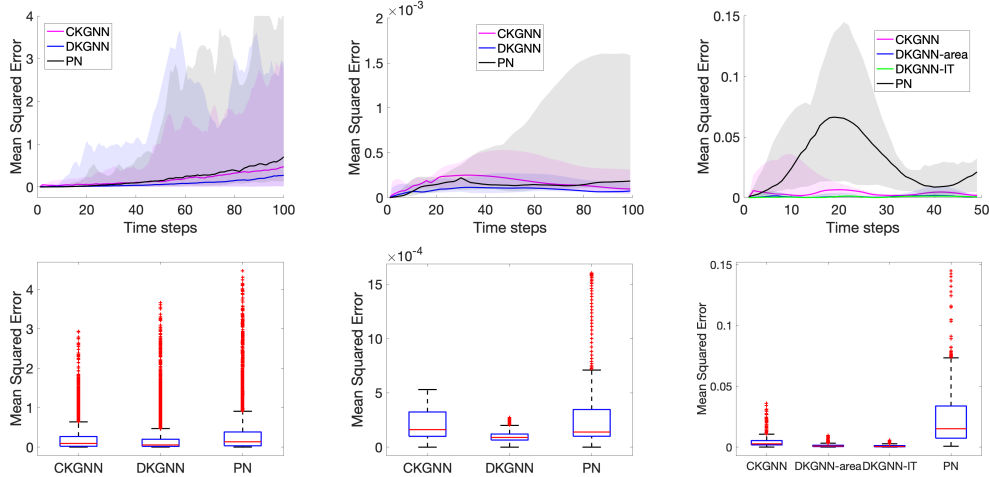 4
3
2
1
0
Mean Squared Error
CKGNN
DKGNN
PN
0
20
40
60
80
100
Time steps
×10⁻³
2
1.5
1
0.5
0
Mean Squared Error
CKGNN
DKGNN
PN
0
20
40
60
80
100
Time steps
0.15
0.1
0.05
0
Mean Squared Error
CKGNN
DKGNN-area
DKGNN-IT
PN
0
10
20
30
40
50
Time steps
4
3
2
1
0
Mean Squared Error
CKGNN
DKGNN
PN
×10⁻⁴
15
10
5
0
Mean Squared Error
CKGNN
DKGNN
PN
0.15
0.1
0.05
0
Mean Squared Error
CKGNN
DKGNN-area
DKGNN-IT
PN